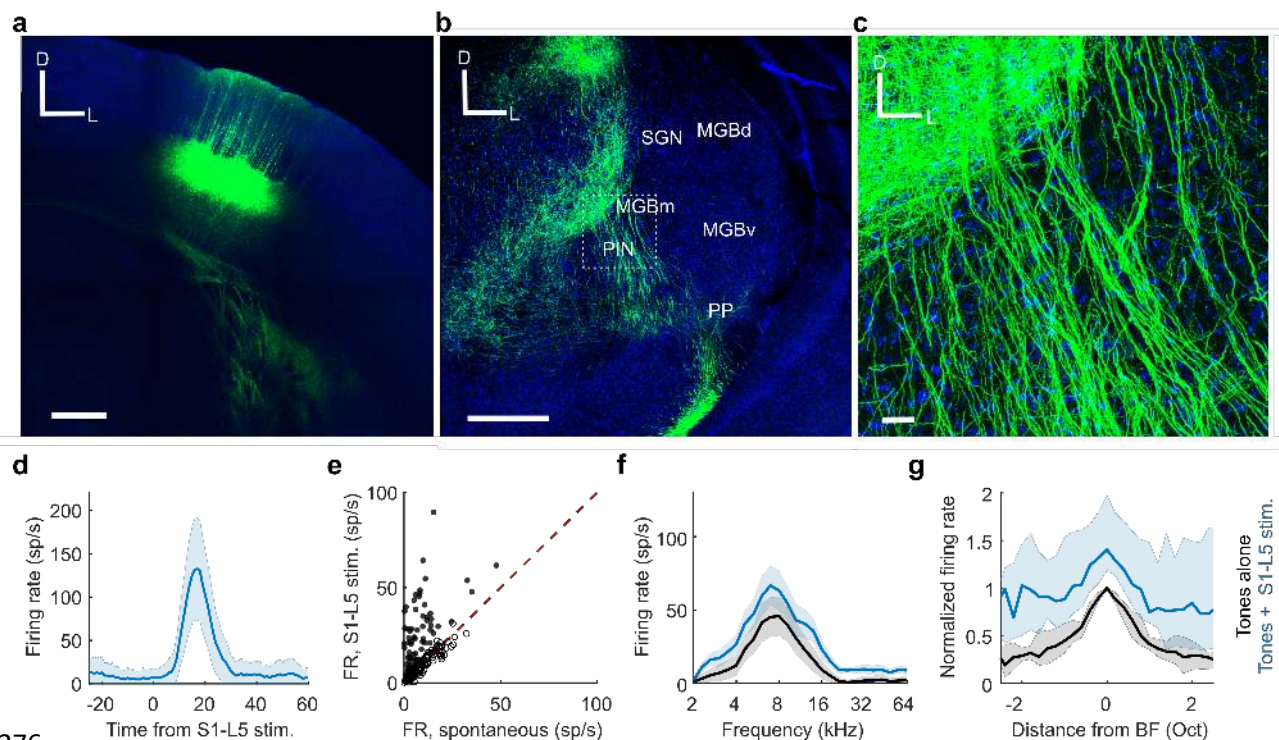 a
b
c
D
L
D
L
SGN
MGBd
MGBm
MGBv
PIN
PP
D
L
d
Firing rate (sp/s)
200
150
100
50
0
-20 0 20 40 60
Time from S1-L5 stim.
e
FR, S1-L5 stim. (sp/s)
100
50
0
0 50 100
FR, spontaneous (sp/s)
f
Firing rate (sp/s)
100
50
0
2 4 8 16 32 64
Frequency (kHz)
g
Normalized firing rate
2
1.5
1
0.5
0
-2 0 2
Distance from BF (Oct)
Tones alone
Tones + S1-L5 stim.